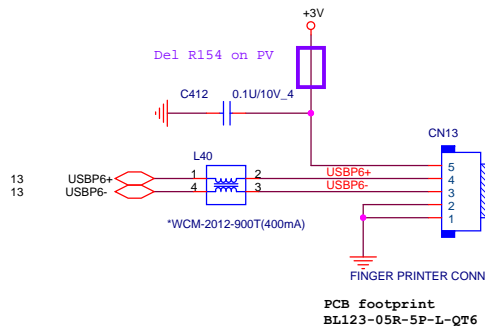 +3V
Del R154 on PV
C412 0.1U/10V_4
CN13
L40
5
13 USBP6+ 1 2 USBP6+ 4
13 USBP6- 4 3 USBP6- 3
2
1
*WCM-2012-900T(400mA)
FINGER PRINTER CONN
PCB footprint
BL123-05R-5P-L-QT6